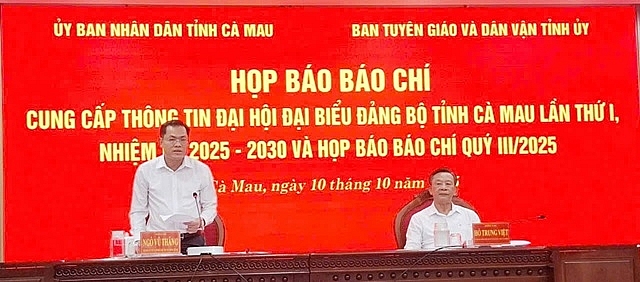 ỦY BAN NHÂN DÂN TỈNH CÀ MAU
BAN TUYÊN GIÁO VÀ DÂN VẬN TỈNH ỦY
HỌP BÁO BÁO CHÍ
CUNG CẤP THÔNG TIN ĐẠI HỘI ĐẠI BIỂU ĐẢNG BỘ TỈNH CÀ MAU LẦN THỨ I,
NHIỆM 2025 - 2030 VÀ HỌP BÁO BÁO CHÍ QUÝ III/2025
Cà Mau, ngày 10 tháng 10 năm
NGÔ VŨ THĂNG
HỒ TRUNG VIỆT